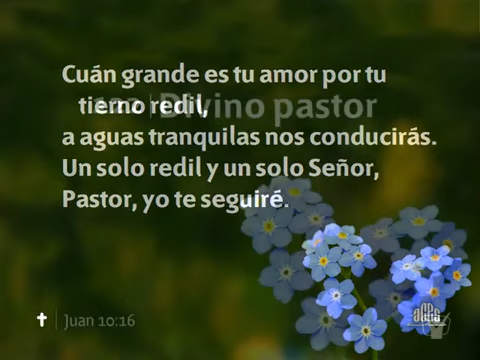 Cuán grande es tu amor por tu
tierno redil,
Divino pastor
a aguas tranquilas nos conducirás.
Un solo redil y un solo Señor,
Pastor, yo te seguiré.
Juan 10:16